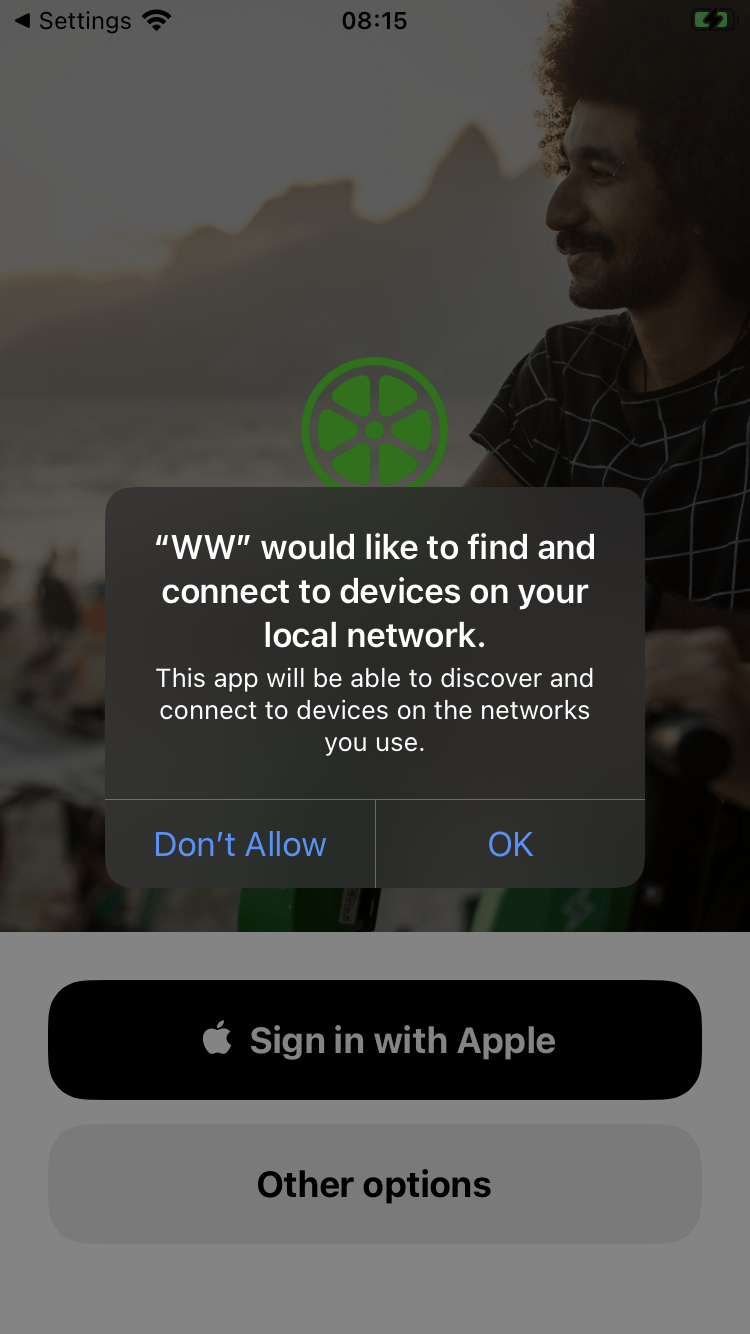 Settings
08:15
“WW” would like to find and
connect to devices on your
local network.
This app will be able to discover and
connect to devices on the networks
you use.
Don’t Allow
OK
Sign in with Apple
Other options